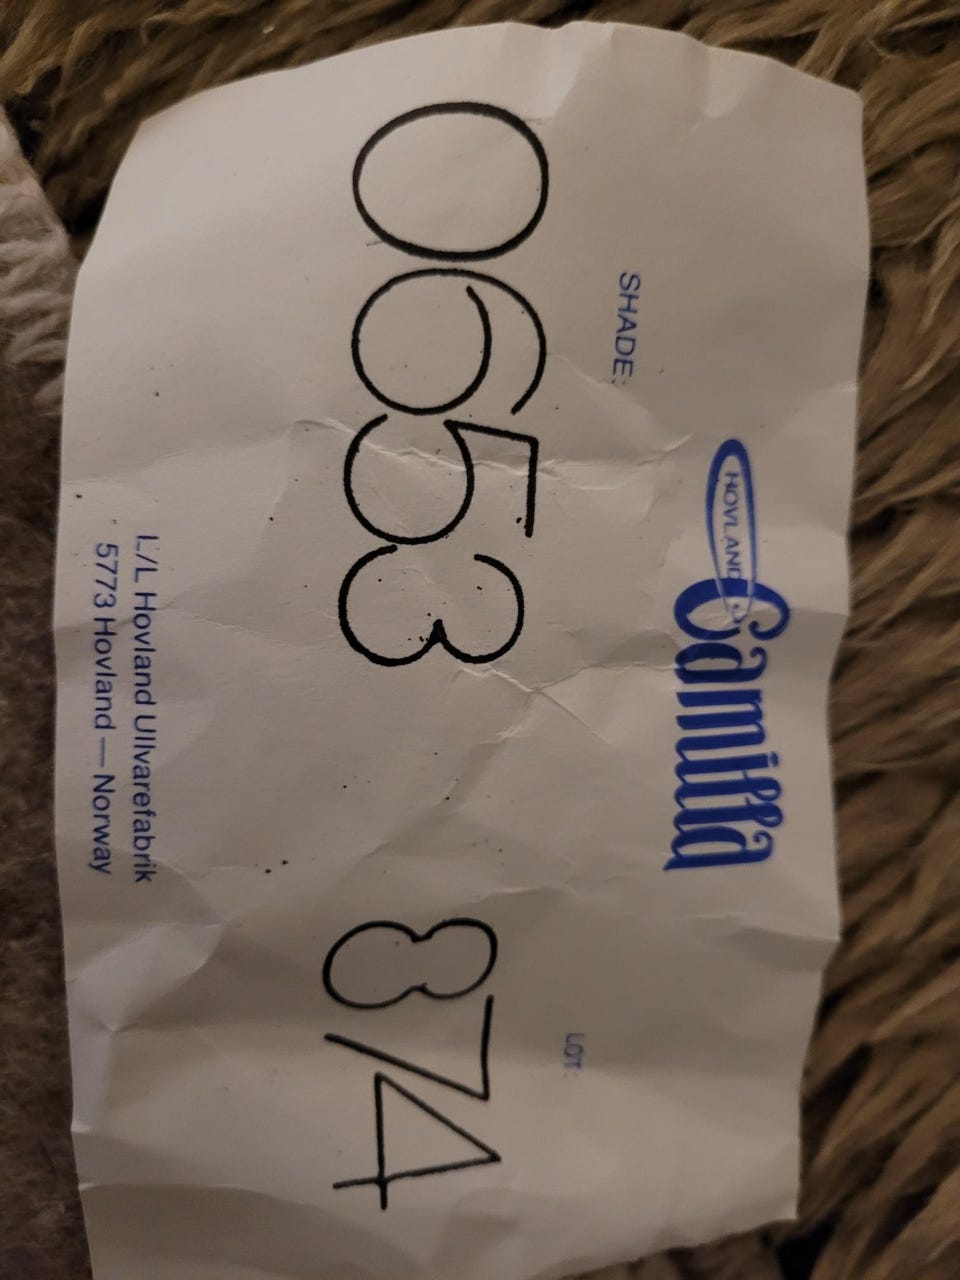 HOVLAND
Camilla
SHADE:
LOT:
0653
874
L/L Hovland Ullvarefabrik
5773 Hovland — Norway